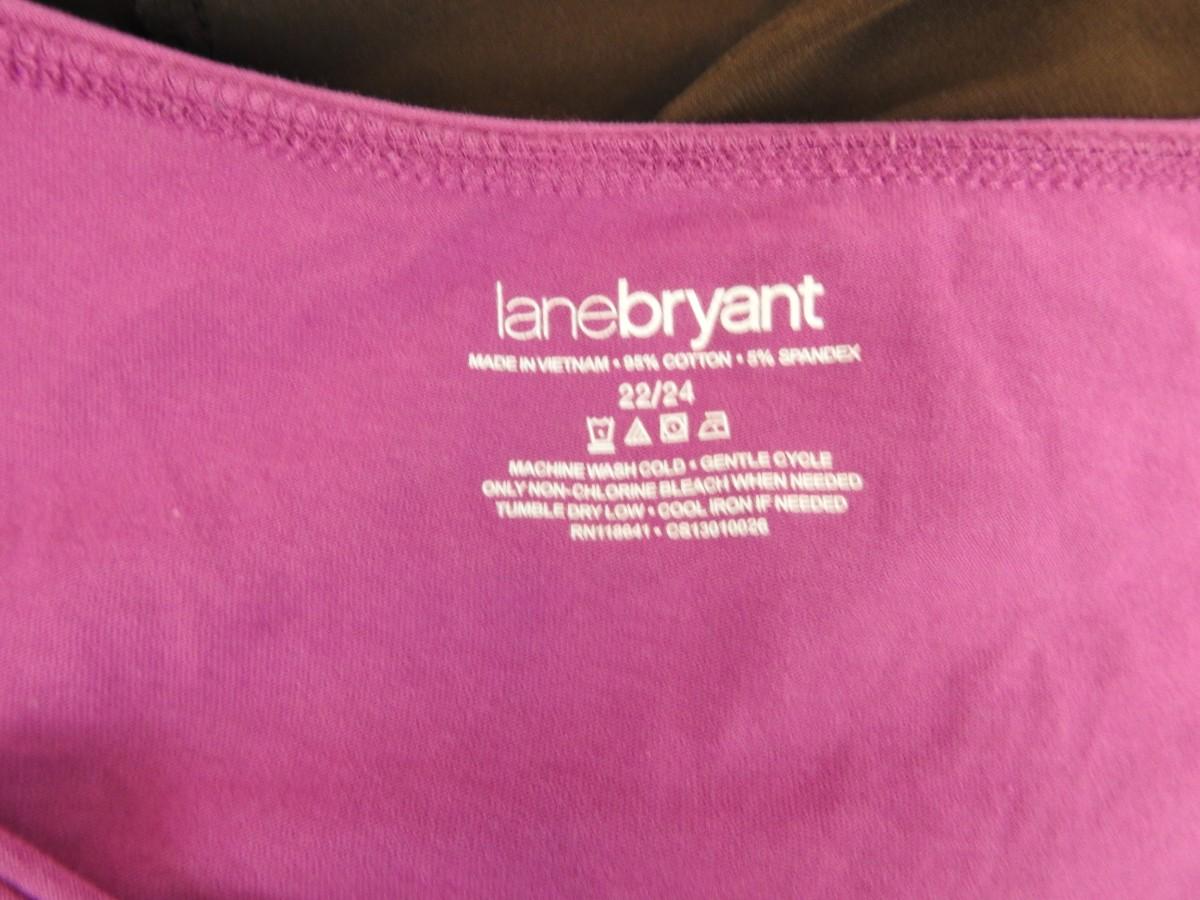 lanebryant
MADE IN VIETNAM • 95% COTTON • 5% SPANDEX
22/24
MACHINE WASH COLD • GENTLE CYCLE
ONLY NON-CHLORINE BLEACH WHEN NEEDED
TUMBLE DRY LOW • COOL IRON IF NEEDED